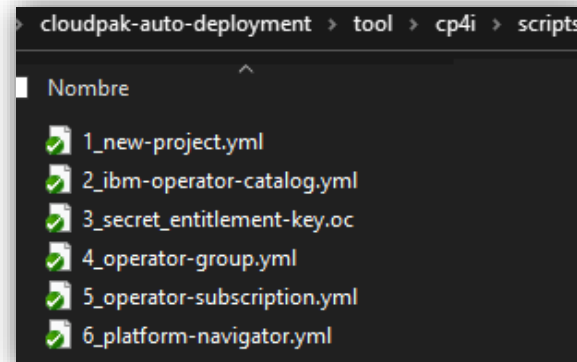 cloudpak-auto-deployment > tool > cp4i > scripts
Nombre
1_new-project.yml
2_ibm-operator-catalog.yml
3_secret_entitlement-key.oc
4_operator-group.yml
5_operator-subscription.yml
6_platform-navigator.yml